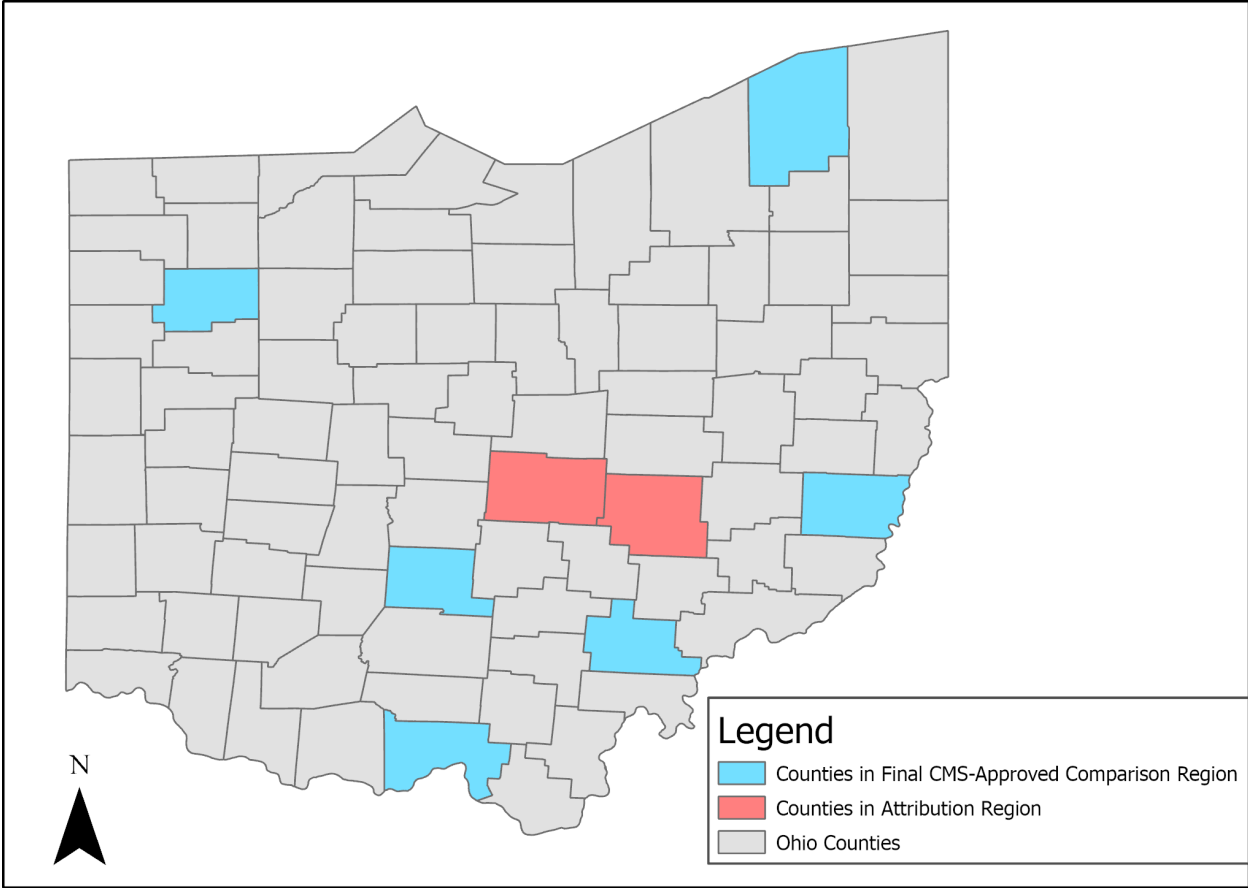 N
Legend
Counties in Final CMS-Approved Comparison Region
Counties in Attribution Region
Ohio Counties